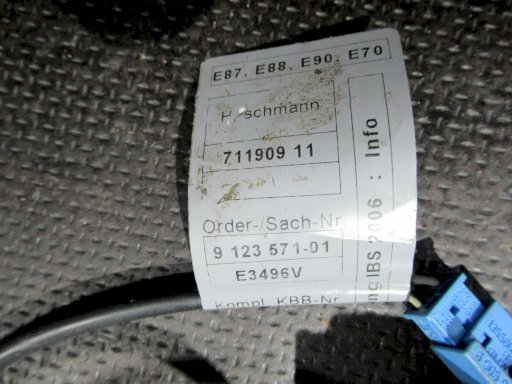 E87, E88, E90, E70
H rschmann
711909 11
Order-/Sach-Nr.
9 123 571-01
E3496V
Kompl. KBB-Nr.
IBS 2006 : Info